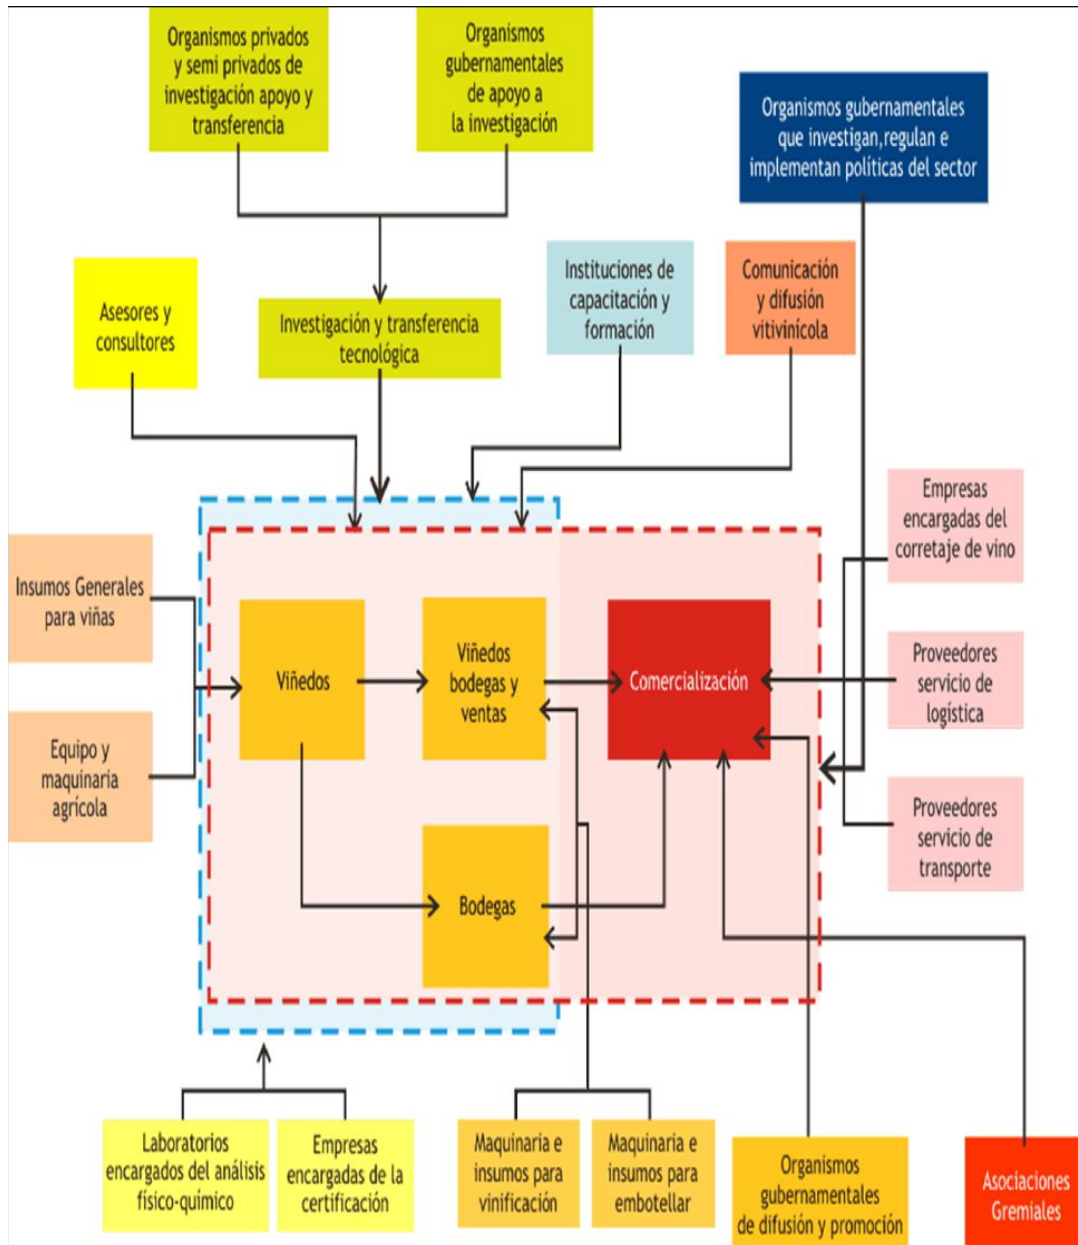 Organismos privados
y semi privados de
investigación apoyo y
transferencia
Organismos
gubernamentales
de apoyo a
la investigación
Organismos gubernamentales
que investigan,regulan e
implementan políticas del sector
Asesores y
consultores
Investigación y transferencia
tecnológica
Instituciones de
capacitación y
formación
Comunicación
y difusión
vitivinícola
Empresas
encargadas del
corretaje de vino
Insumos Generales
para viñas
Viñedos
Viñedos
bodegas y
ventas
Comercialización
Proveedores
servicio de
logística
Equipo y
maquinaria
agrícola
Bodegas
Proveedores
servicio de
transporte
Laboratorios
encargados del análisis
físico-químico
Empresas
encargadas de la
certificación
Maquinaria e
insumos para
vinificación
Maquinaria e
insumos para
embotellar
Organismos
gubernamentales
de difusión y promoción
Asociaciones
Gremiales